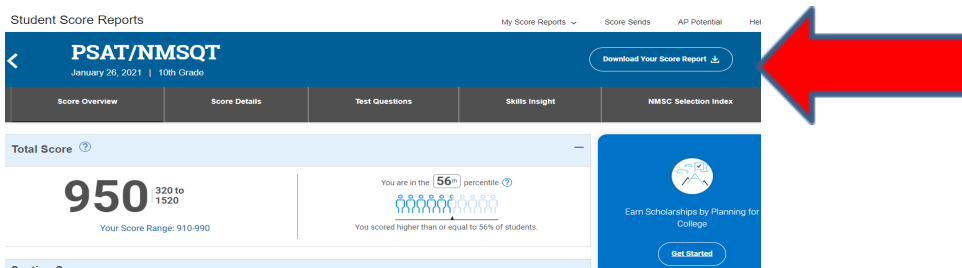 Student Score Reports
My Score Reports
Score Sends
AP Potential
PSAT/NMSQT
January 26, 2021 | 10th Grade
Download Your Score Report
Score Overview
Score Details
Test Questions
Skills Insight
NMSC Selection Index
Total Score ?
950 320 to
1520
Your Score Range: 910-990
You are in the 56th percentile ?
You scored higher than or equal to 56% of students.
Earn Scholarships by Planning for
College
Get Started